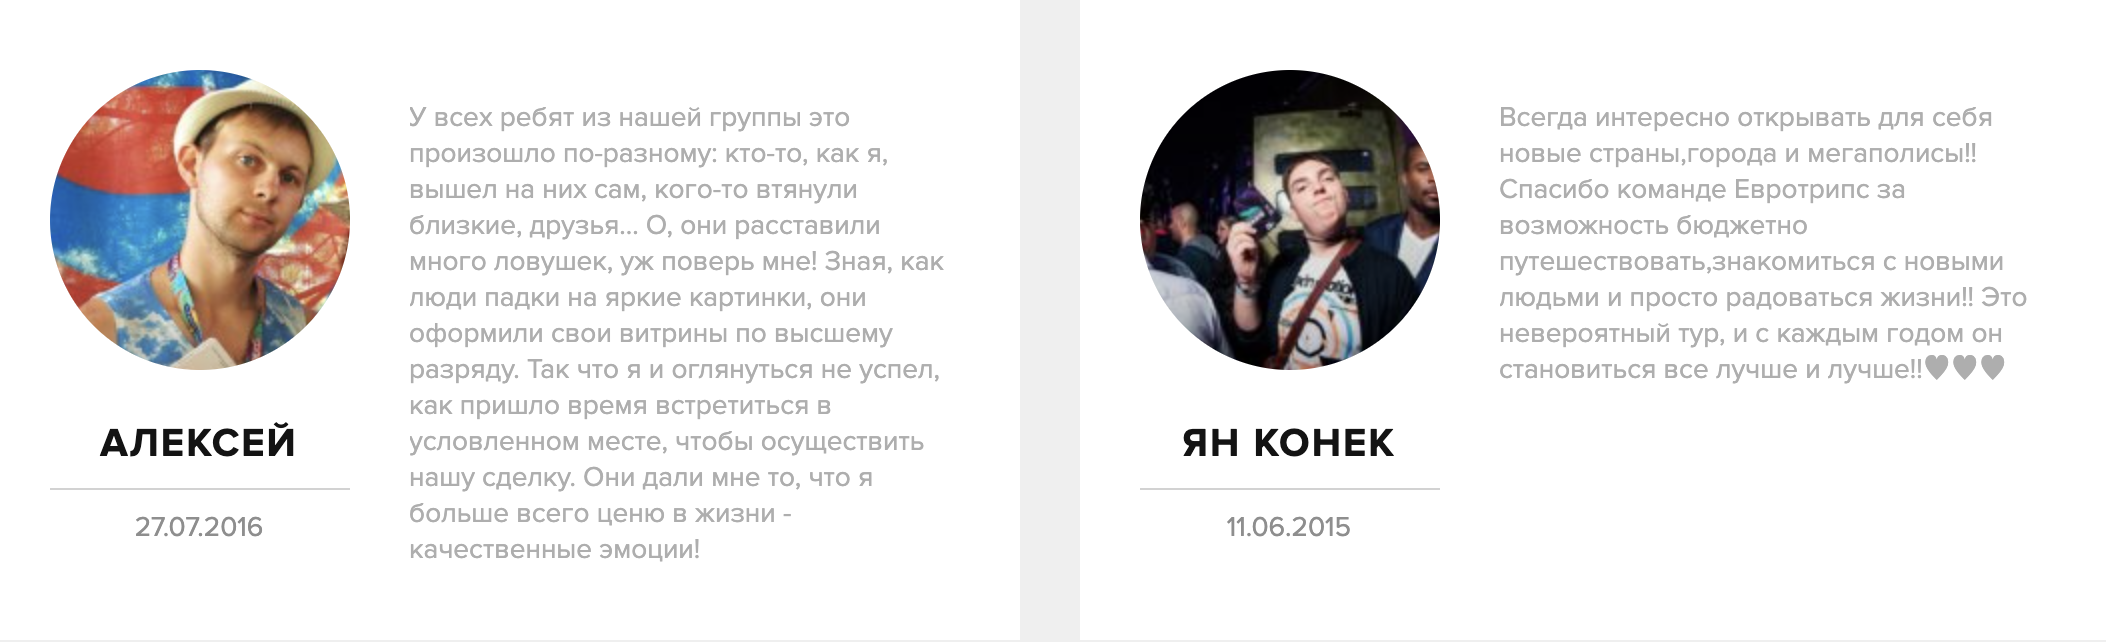 У всех ребят из нашей группы это
произошло по-разному: кто-то, как я,
вышел на них сам, кого-то втянули
близкие, друзья... О, они расставили
много ловушек, уж поверь мне! Зная, как
люди падки на яркие картинки, они
оформили свои витрины по высшему
разряду. Так что я и оглянуться не успел,
как пришло время встретиться в
условленном месте, чтобы осуществить
нашу сделку. Они дали мне то, что я
больше всего ценю в жизни -
качественные эмоции!
АЛЕКСЕЙ
27.07.2016
Всегда интересно открывать для себя
новые страны,города и мегаполисы!!
Спасибо команде Евротрипс за
возможность бюджетно
путешествовать,знакомиться с новыми
людьми и просто радоваться жизни!! Это
невероятный тур, и с каждым годом он
становиться все лучше и лучше!!♥♥♥
ЯН КОНЕК
11.06.2015